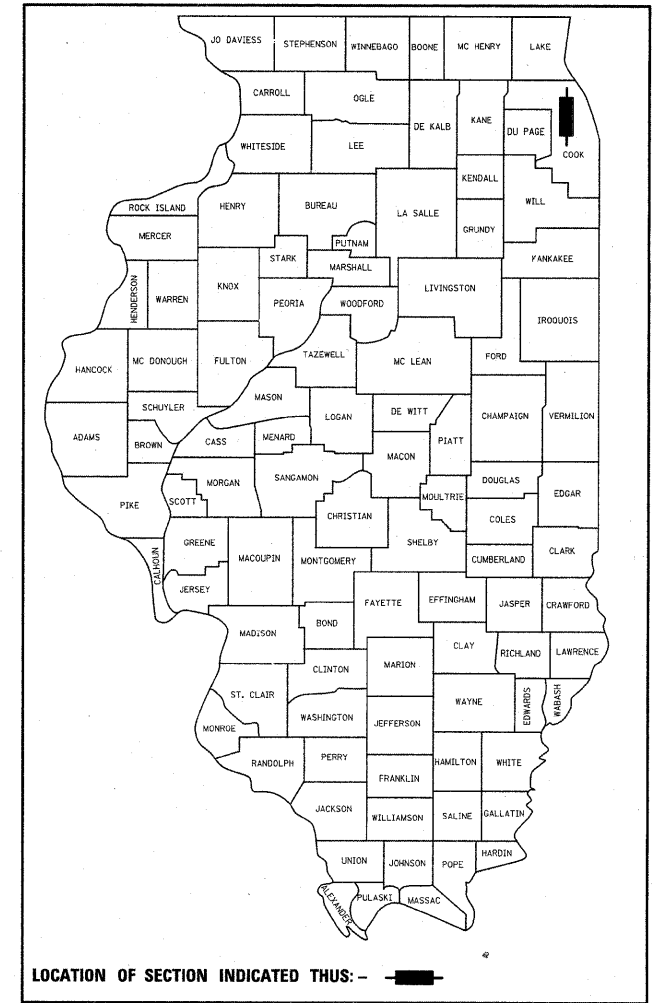 JO DAVIESS
STEPHENSON
WINNEBAGO
BOONE
MC HENRY
LAKE
CARROLL
OGLE
DE KALB
KANE
DU PAGE
COOK
WHITESIDE
LEE
KENDALL
WILL
ROCK ISLAND
HENRY
BUREAU
LA SALLE
GRUNDY
MERCER
PUTNAM
STARK
MARSHALL
KANKAKEE
HENDERSON
WARREN
KNOX
PEORIA
WOODFORD
LIVINGSTON
IROQUOIS
HANCOCK
MC DONOUGH
FULTON
TAZEWELL
MC LEAN
FORD
MASON
SCHUYLER
LOGAN
DE WITT
CHAMPAIGN
VERMILION
ADAMS
BROWN
CASS
MENARD
MACON
PIATT
PIKE
SCOTT
MORGAN
SANGAMON
CHRISTIAN
MOULTRIE
DOUGLAS
EDGAR
COLES
CALHOUN
GREENE
MACOUPIN
MONTGOMERY
SHELBY
CUMBERLAND
CLARK
JERSEY
FAYETTE
EFFINGHAM
JASPER
CRAWFORD
MADISON
BOND
CLAY
RICHLAND
LAWRENCE
CLINTON
MARION
ST. CLAIR
WAYNE
EDWARDS
WABASH
MONROE
WASHINGTON
JEFFERSON
RANDOLPH
PERRY
HAMILTON
WHITE
FRANKLIN
JACKSON
WILLIAMSON
SALINE
GALLATIN
UNION
JOHNSON
POPE
HARDIN
ALEXANDER
PULASKI
MASSAC
LOCATION OF SECTION INDICATED THUS: –